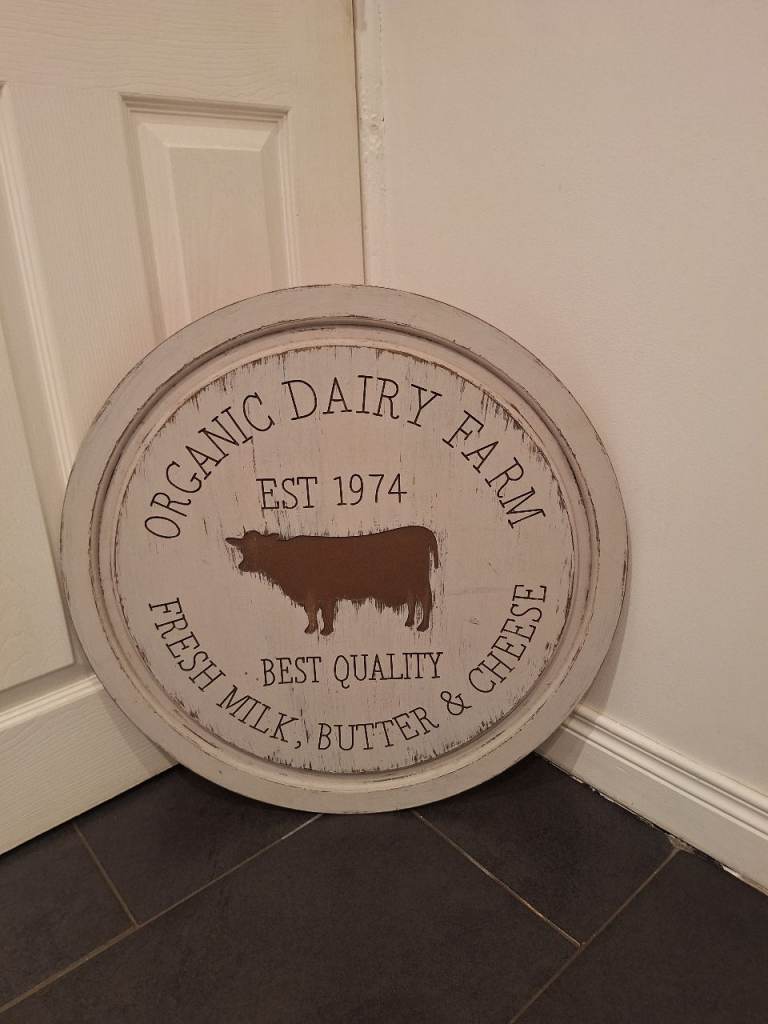 ORGANIC DAIRY FARM
EST 1974
BEST QUALITY
FRESH MILK, BUTTER & CHEESE